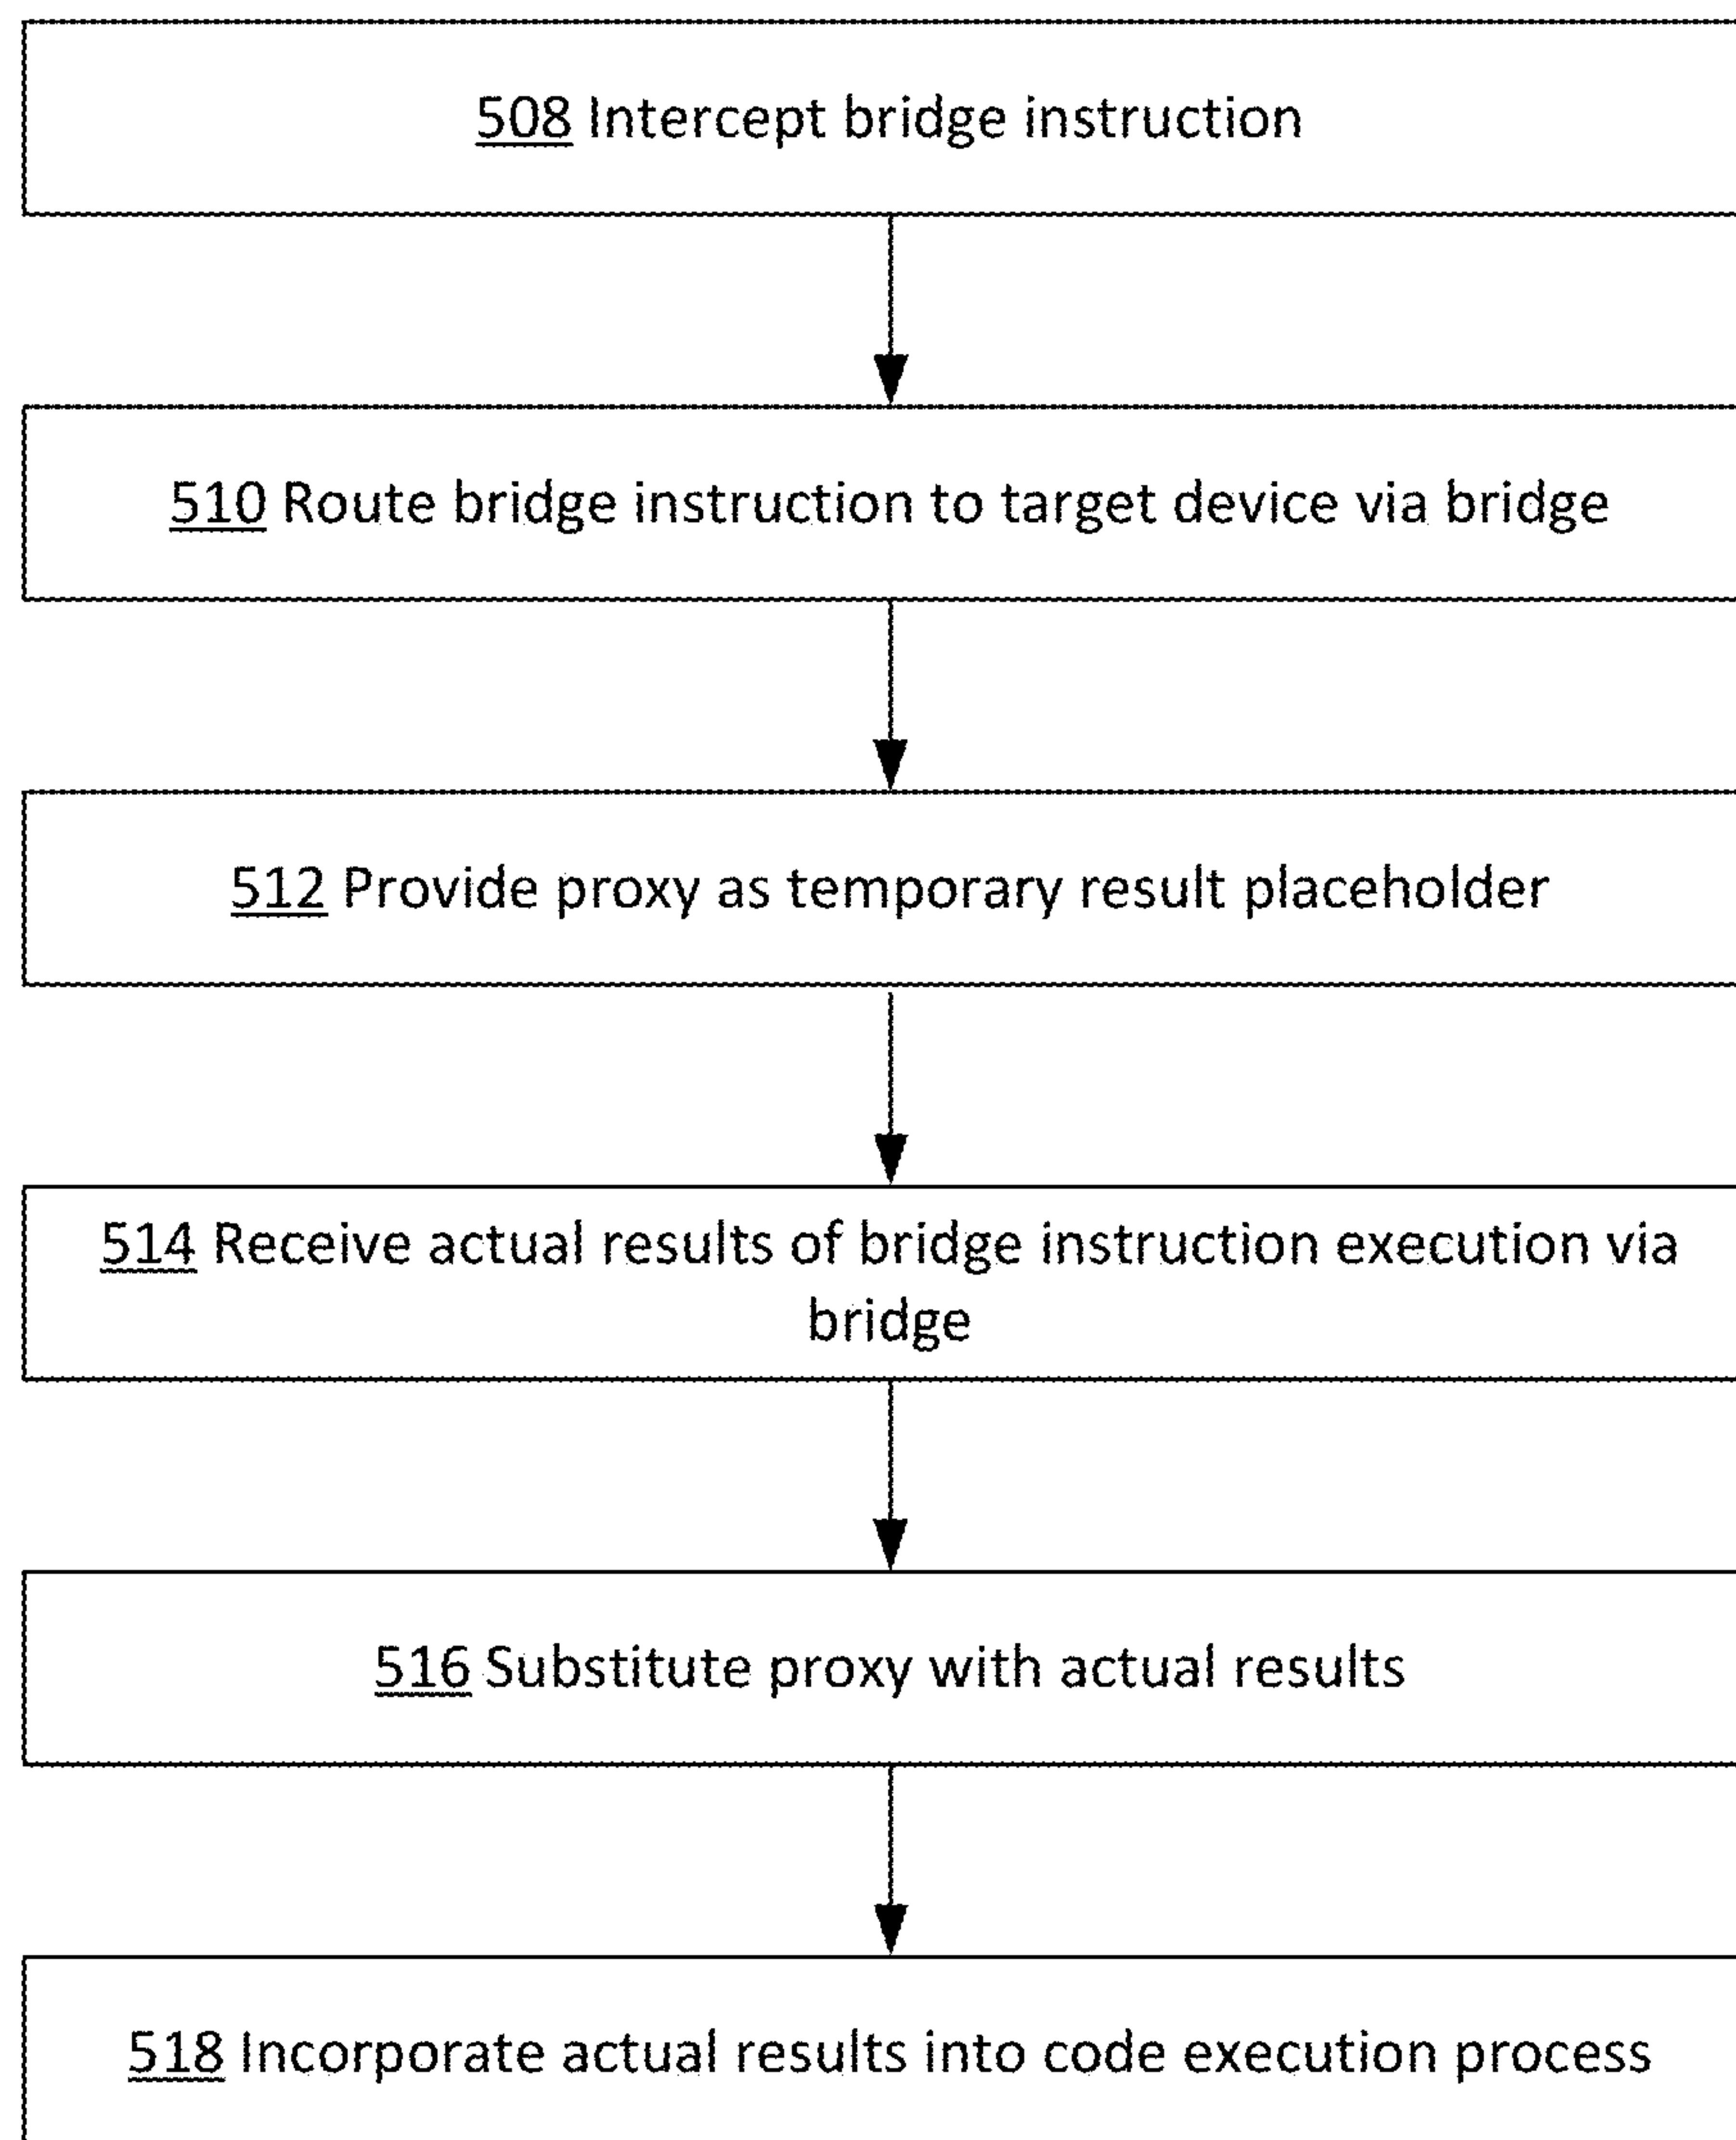 508 Intercept bridge instruction
510 Route bridge instruction to target device via bridge
512 Provide proxy as temporary result placeholder
514 Receive actual results of bridge instruction execution via
bridge
516 Substitute proxy with actual results
518 Incorporate actual results into code execution process